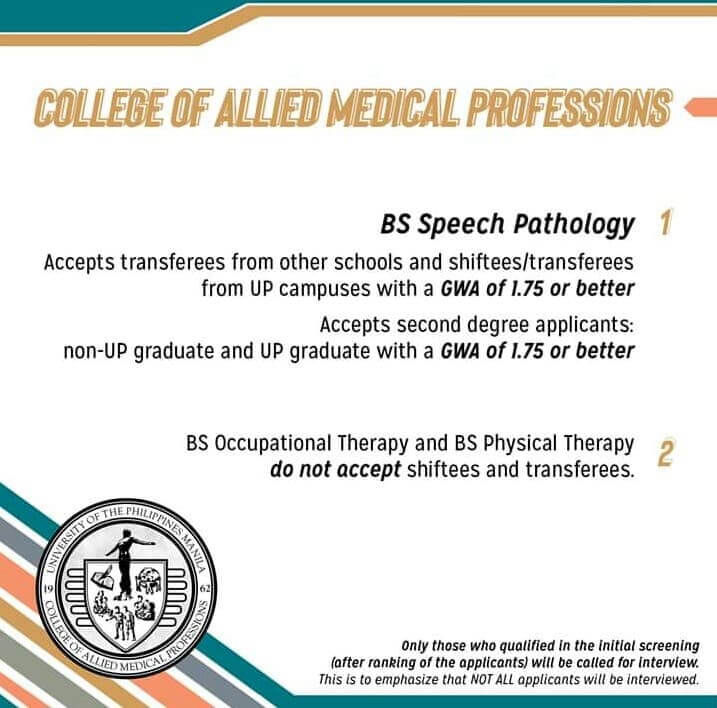 COLLEGE OF ALLIED MEDICAL PROFESSIONS
BS Speech Pathology 1
Accepts transferees from other schools and shiftees/transferees
from UP campuses with a GWA of 1.75 or better
Accepts second degree applicants:
non-UP graduate and UP graduate with a GWA of 1.75 or better
BS Occupational Therapy and BS Physical Therapy 2
do not accept shiftees and transferees.
UNIVERSITY OF THE PHILIPPINES MANILA
19 62
COLLEGE OF ALLIED MEDICAL PROFESSIONS
Only those who qualified in the initial screening
(after ranking of the applicants) will be called for interview.
This is to emphasize that NOT ALL applicants will be interviewed.